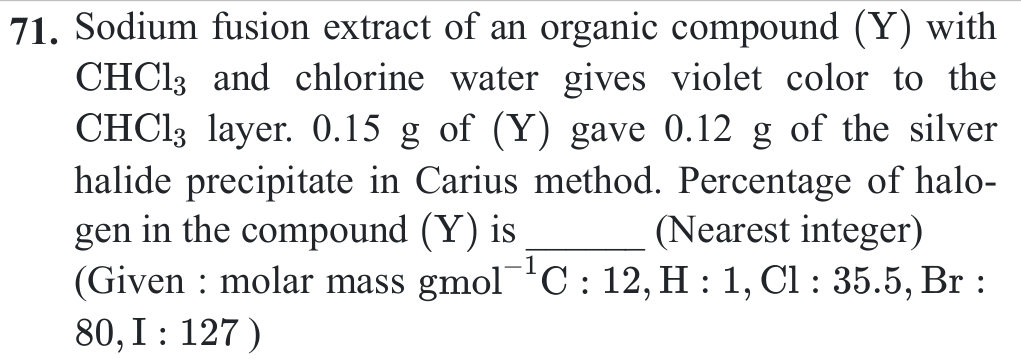 71. Sodium fusion extract of an organic compound (Y) with
CHCl₃ and chlorine water gives violet color to the
CHCl₃ layer. 0.15 g of (Y) gave 0.12 g of the silver
halide precipitate in Carius method. Percentage of halo-
gen in the compound (Y) is ______ (Nearest integer)
(Given : molar mass gmol⁻¹C : 12, H : 1, Cl : 35.5, Br :
80, I : 127 )